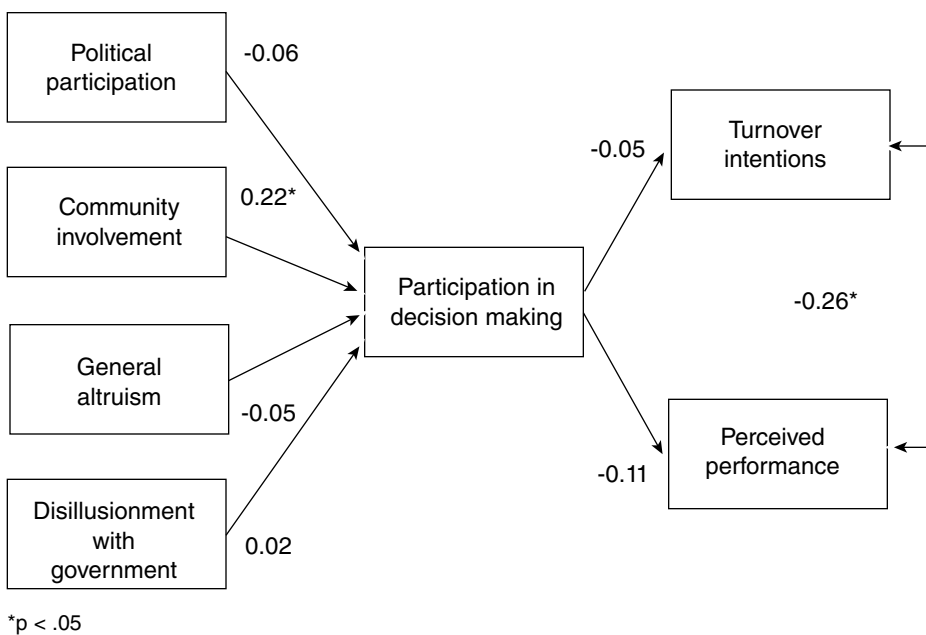 Political
participation
-0.06
Community
involvement
0.22*
General
altruism
-0.05
Disillusionment
with
government
0.02
Participation in
decision making
-0.05
-0.11
Turnover
intentions
-0.26*
Perceived
performance
*p < .05